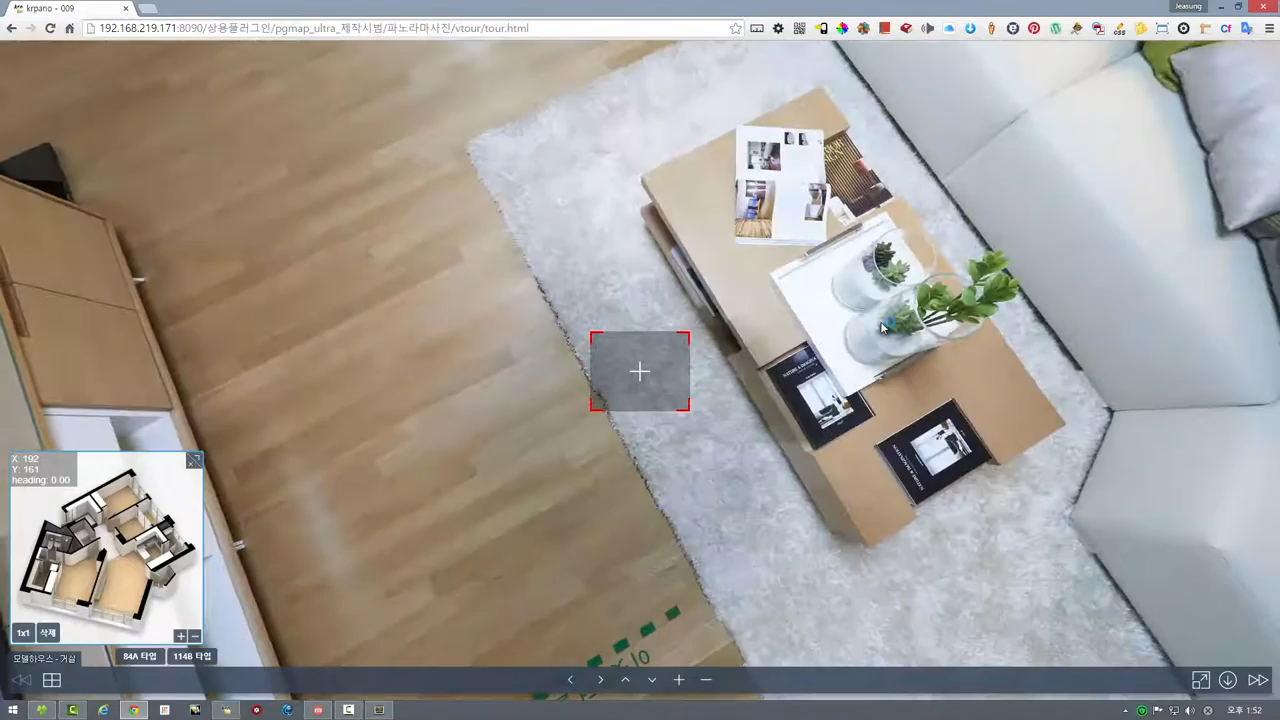 krpano - 009
Jeasung
192.168.219.171:8090/상용플러그인/pgmap_ultra_제작시범/파노라마사진/vtour/tour.html
X: 192
Y: 161
heading: 0.00
1x1
삭제
84A 타입
114B 타입
모델하우스 - 거실
오후 1:52